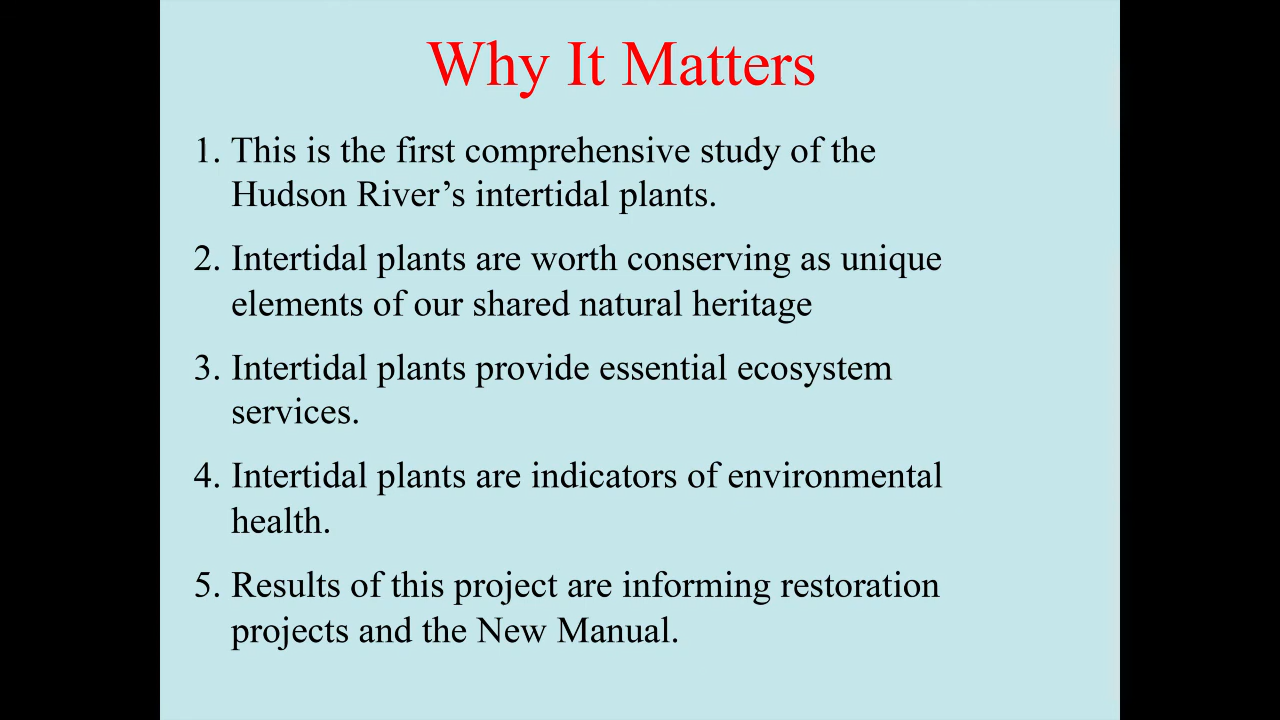 Why It Matters
1. This is the first comprehensive study of the
Hudson River’s intertidal plants.
2. Intertidal plants are worth conserving as unique
elements of our shared natural heritage
3. Intertidal plants provide essential ecosystem
services.
4. Intertidal plants are indicators of environmental
health.
5. Results of this project are informing restoration
projects and the New Manual.